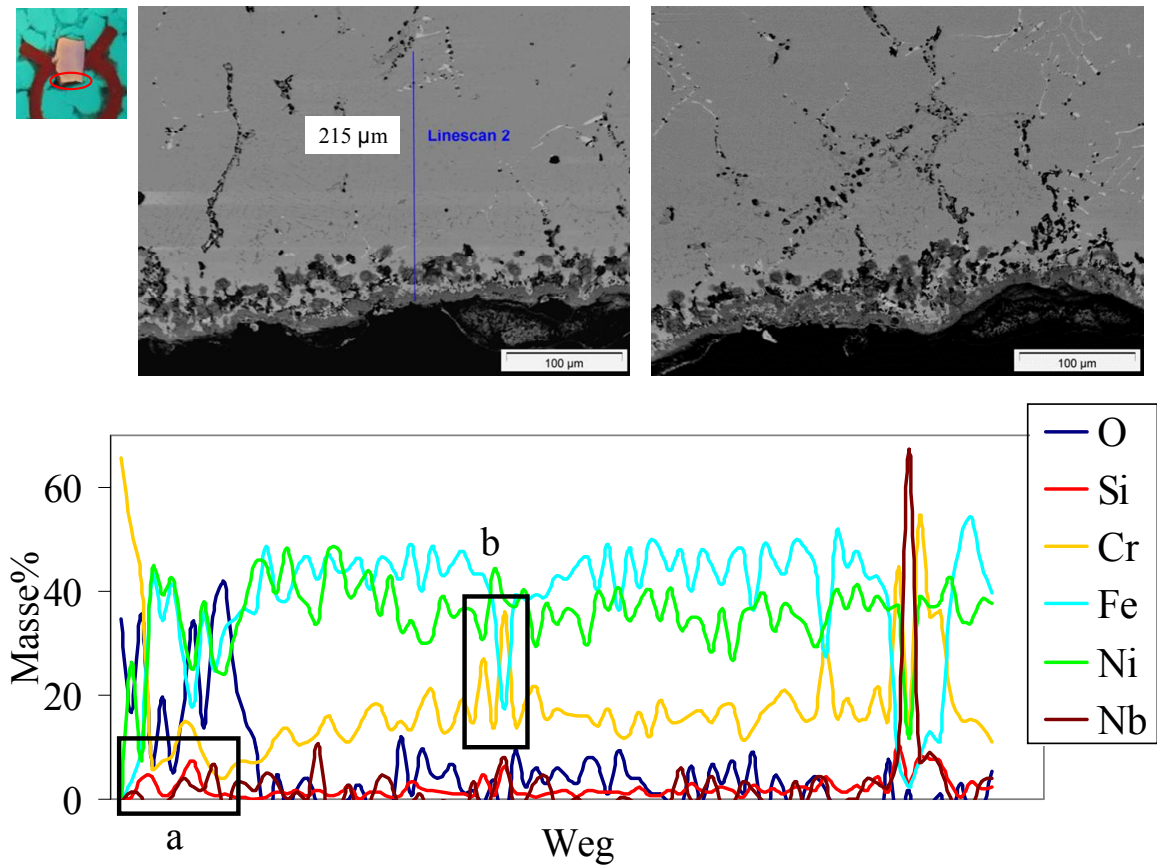 215 µm
Linescan 2
100 µm
100 µm
Masse%
60
40
20
0
a
b
Weg
O
Si
Cr
Fe
Ni
Nb